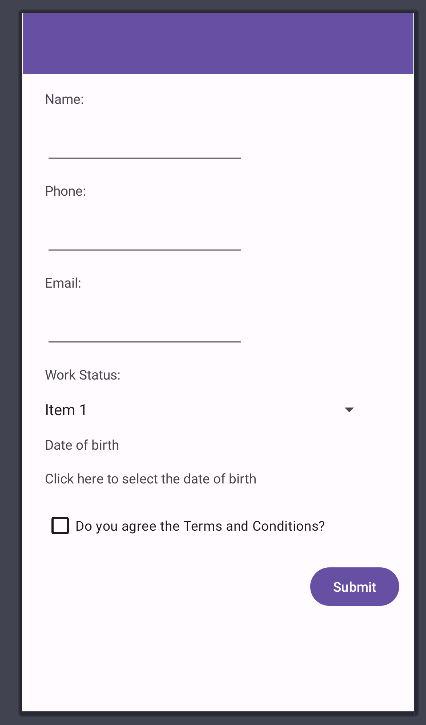 Name:
Phone:
Email:
Work Status:
Item 1
Date of birth
Click here to select the date of birth
Do you agree the Terms and Conditions?
Submit